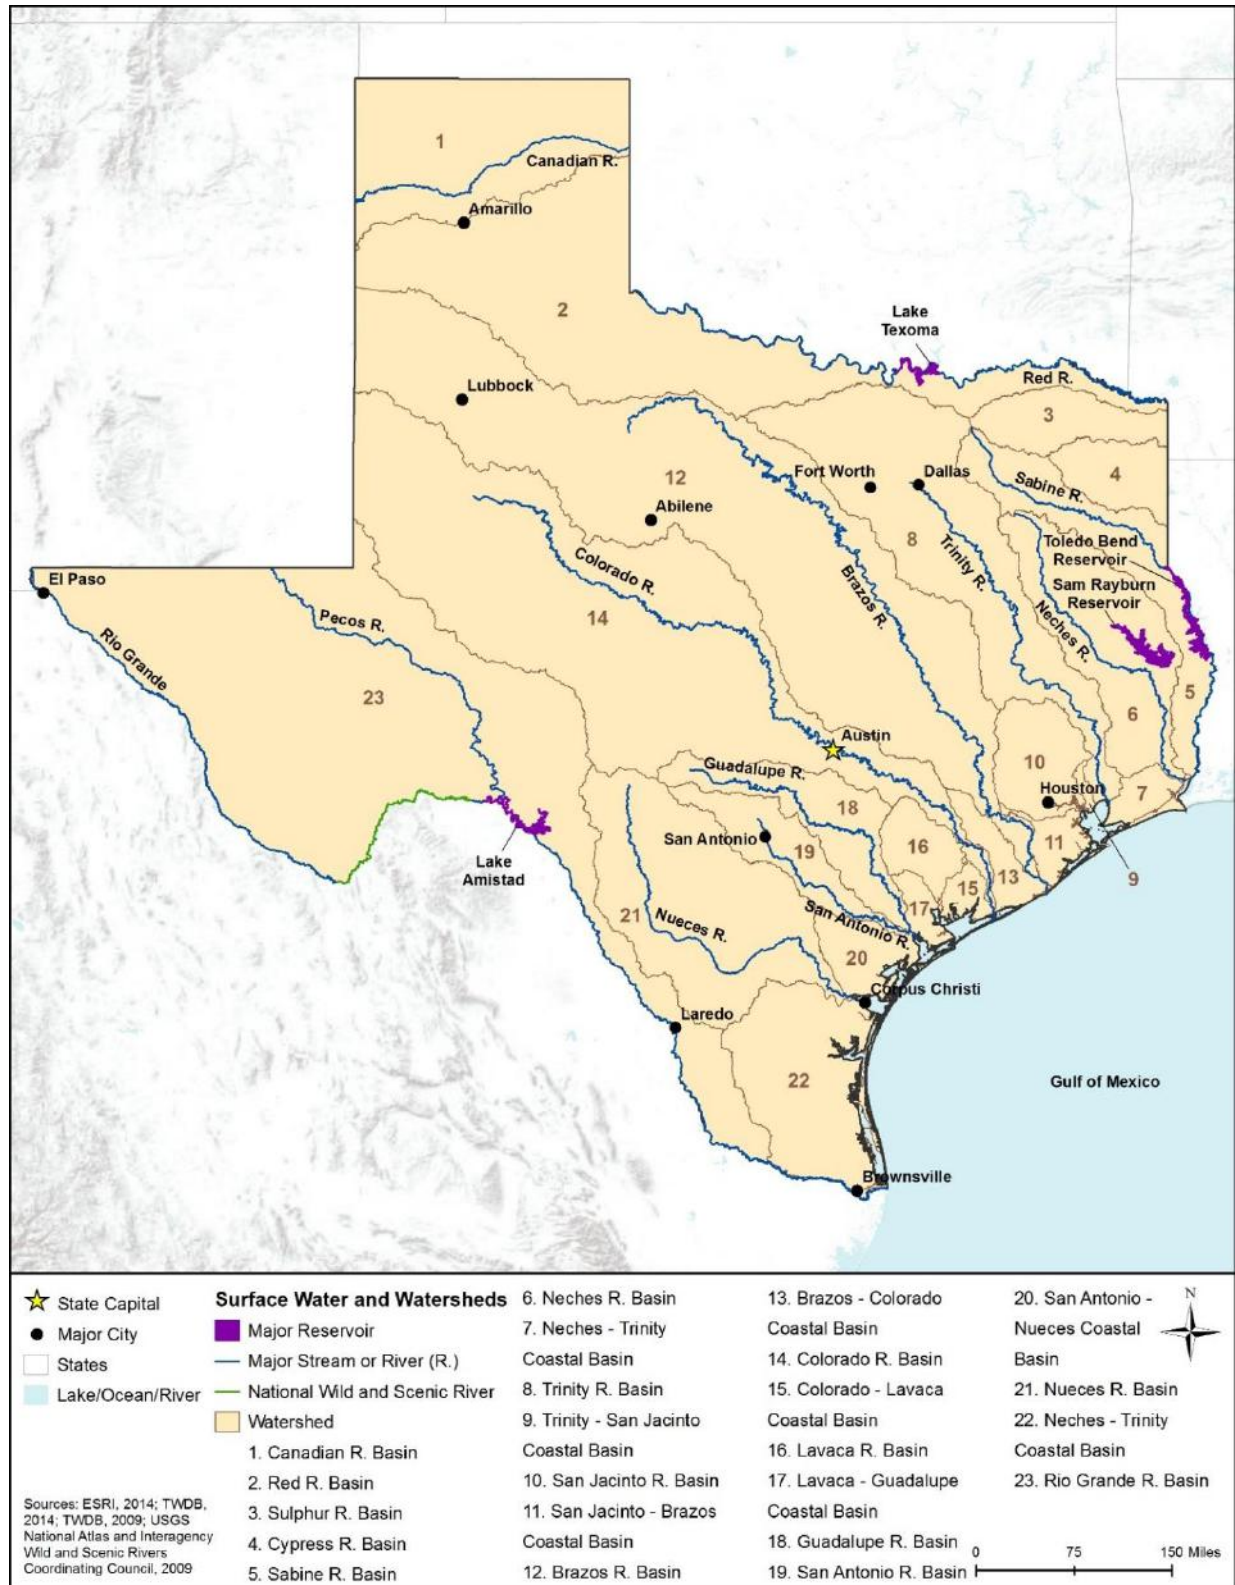 1
Canadian R.
Amarillo
2
Lake
Texoma
Lubbock
Red R.
3
12
Fort Worth
Dallas
4
Sabine R.
Abilene
8
Toledo Bend
Reservoir
Trinity R.
Colorado R.
Sam Rayburn
Reservoir
El Paso
Brazos R.
Neches R.
Pecos R.
14
Rio Grande
23
5
6
Austin
Guadalupe R.
10
Houston
7
18
San Antonio
19
16
11
Lake
Amistad
15
13
9
17
21
Nueces R.
San Antonio R.
20
Corpus Christi
Laredo
22
Gulf of Mexico
Brownsville
State Capital
Major City
States
Lake/Ocean/River
Sources: ESRI, 2014; TWDB,
2014; TWDB, 2009; USGS
National Atlas and Interagency
Wild and Scenic Rivers
Coordinating Council, 2009
Surface Water and Watersheds
Major Reservoir
Major Stream or River (R.)
National Wild and Scenic River
Watershed
1. Canadian R. Basin
2. Red R. Basin
3. Sulphur R. Basin
4. Cypress R. Basin
5. Sabine R. Basin
6. Neches R. Basin
7. Neches - Trinity
Coastal Basin
8. Trinity R. Basin
9. Trinity - San Jacinto
Coastal Basin
10. San Jacinto R. Basin
11. San Jacinto - Brazos
Coastal Basin
12. Brazos R. Basin
13. Brazos - Colorado
Coastal Basin
14. Colorado R. Basin
15. Colorado - Lavaca
Coastal Basin
16. Lavaca R. Basin
17. Lavaca - Guadalupe
Coastal Basin
18. Guadalupe R. Basin
19. San Antonio R. Basin
20. San Antonio -
Nueces Coastal
Basin
21. Nueces R. Basin
22. Neches - Trinity
Coastal Basin
23. Rio Grande R. Basin
N
0 75 150 Miles